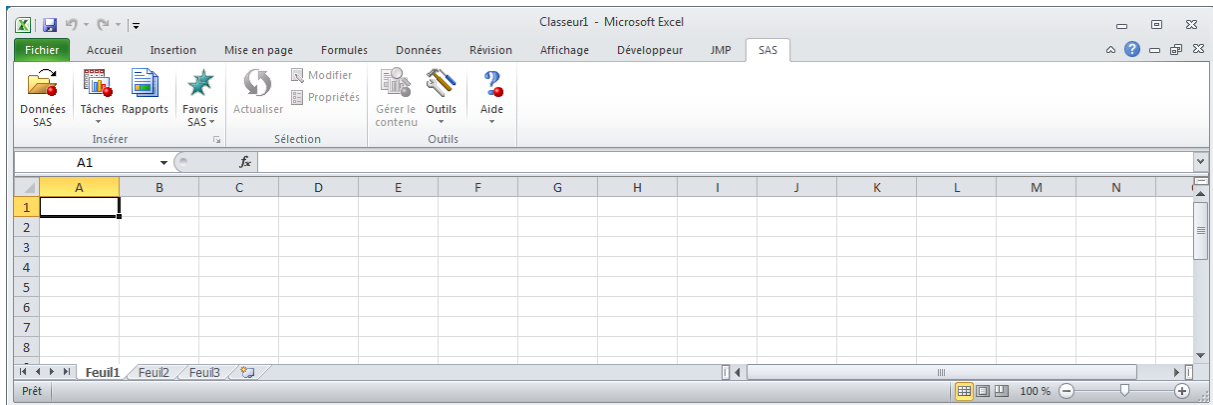 Classeur1 - Microsoft Excel
Fichier Accueil Insertion Mise en page Formules Données Révision Affichage Développeur JMP SAS
Données SAS
Tâches
Rapports
Favoris SAS
Insérer
Actualiser
Modifier
Propriétés
Sélection
Gérer le contenu
Outils
Aide
Outils
A1 fx
A B C D E F G H I J K L M N
1
2
3
4
5
6
7
8
Feuil1 Feuil2 Feuil3
Prêt 100 %